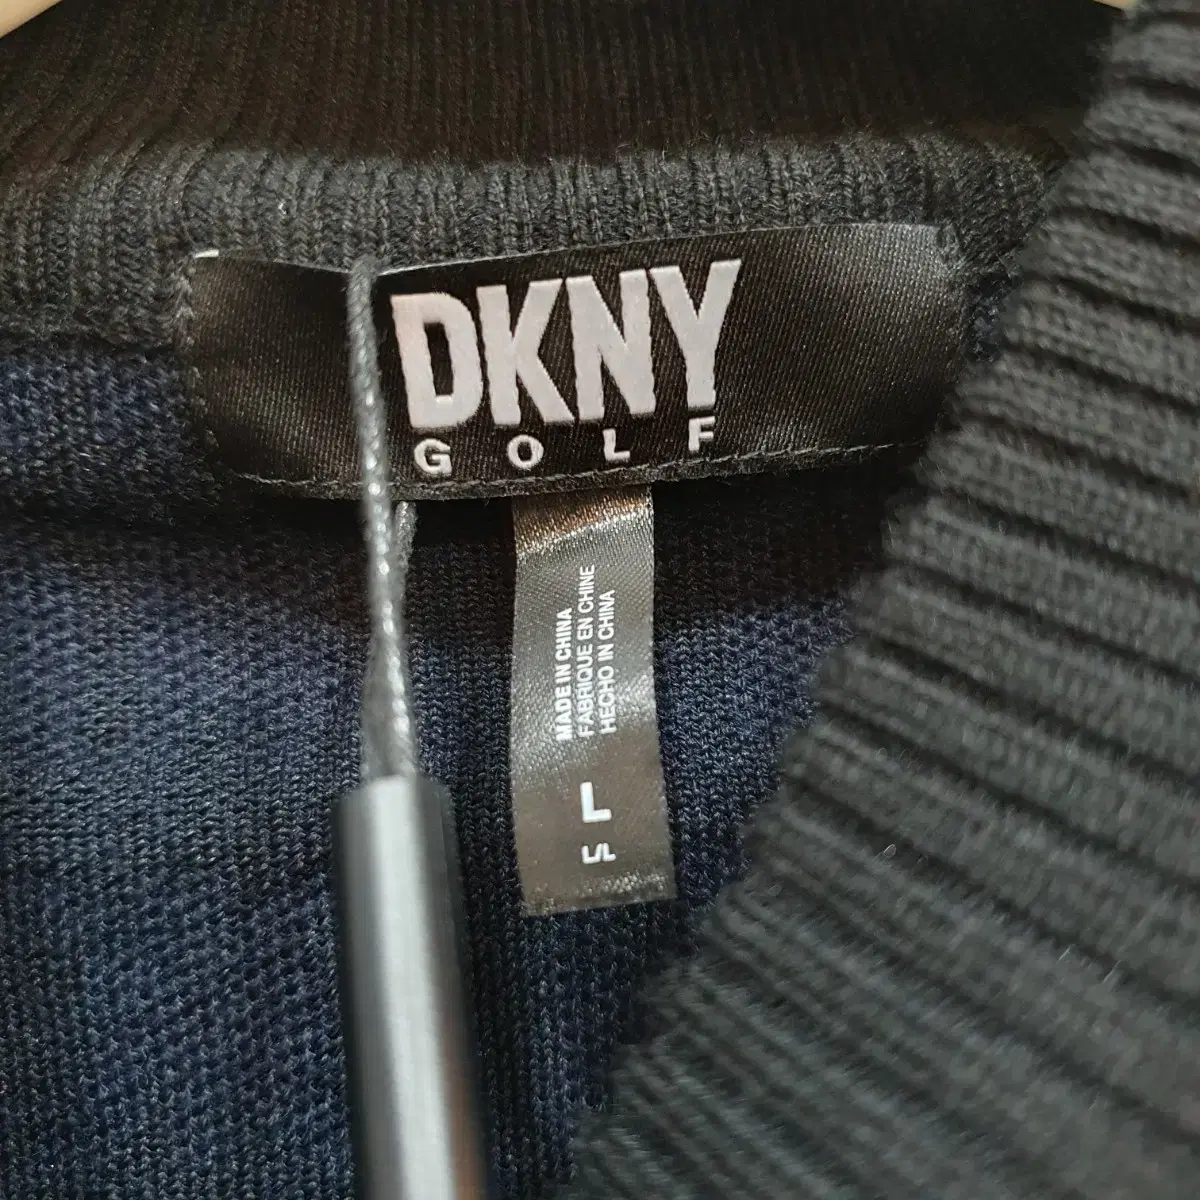 DKNY
GOLF
MADE IN CHINA
FABRIQUE EN CHINE
HECHO IN CHINA
L